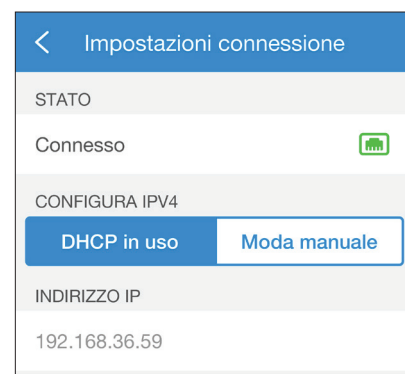 Impostazioni connessione
STATO
Connesso
CONFIGURA IPV4
DHCP in uso Moda manuale
INDIRIZZO IP
192.168.36.59